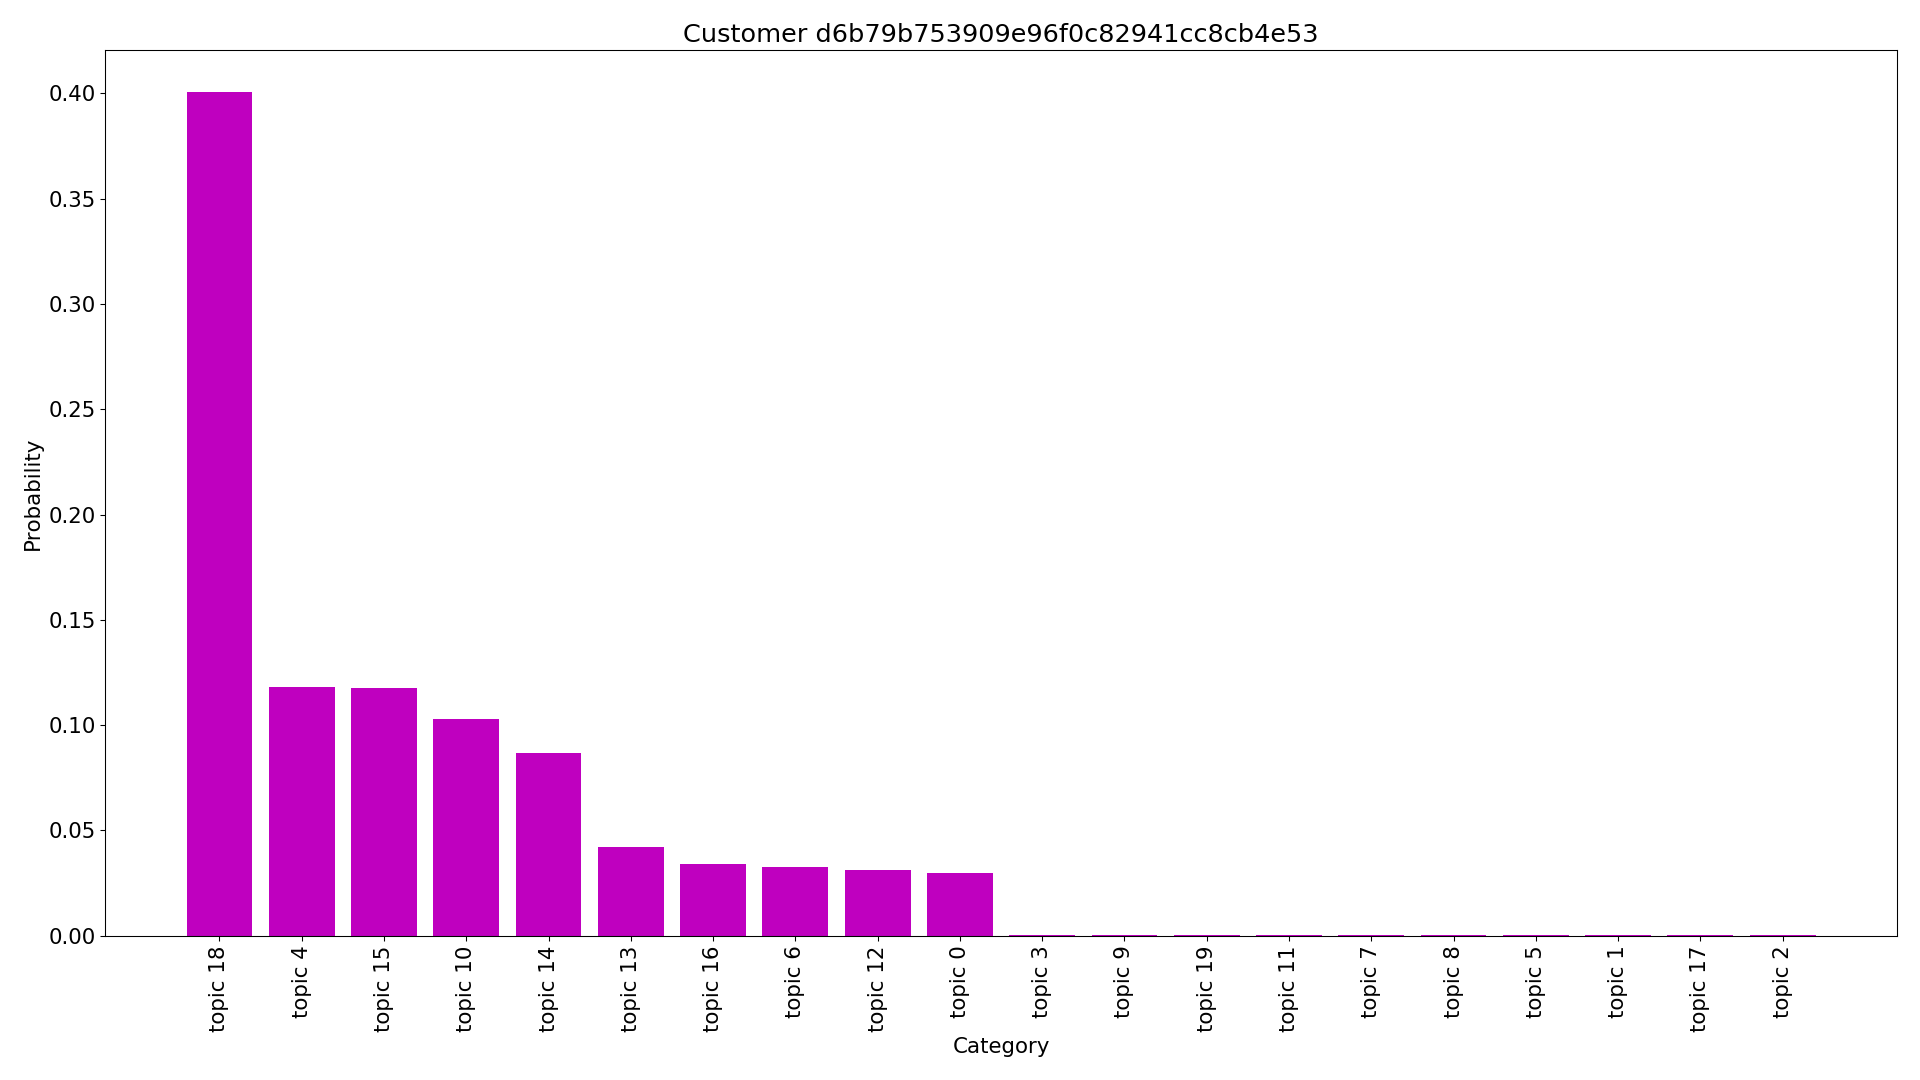 Customer d6b79b753909e96f0c82941cc8cb4e53
0.40
0.35
0.30
0.25
0.20
0.15
0.10
0.05
0.00
Probability
topic 18
topic 4
topic 15
topic 10
topic 14
topic 13
topic 16
topic 6
topic 12
topic 0
topic 3
topic 9
topic 19
topic 11
topic 7
topic 8
topic 5
topic 1
topic 17
topic 2
Category